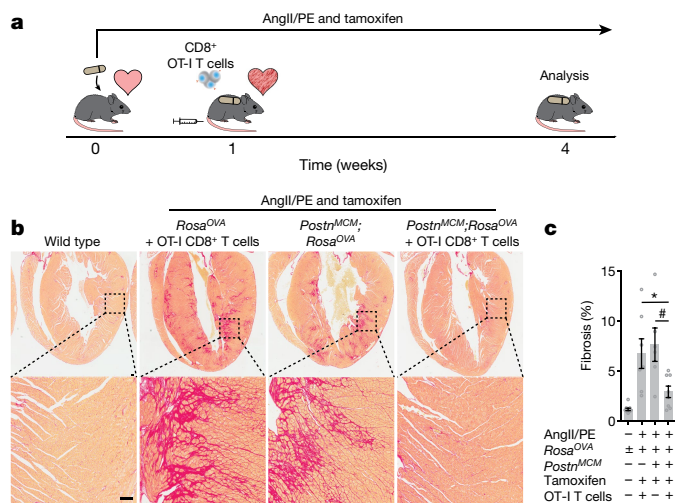 a
AngII/PE and tamoxifen
CD8+
OT-I T cells
Analysis
0
1
4
Time (weeks)
b
AngII/PE and tamoxifen
Wild type
RosaOVA
+ OT-I CD8+ T cells
PostnMCM;
RosaOVA
PostnMCM;RosaOVA
+ OT-I CD8+ T cells
c
15
10
5
0
Fibrosis (%)
*
#
AngII/PE − + + +
RosaOVA ± + + +
PostnMCM − − + +
Tamoxifen − + + +
OT-I T cells − + − +